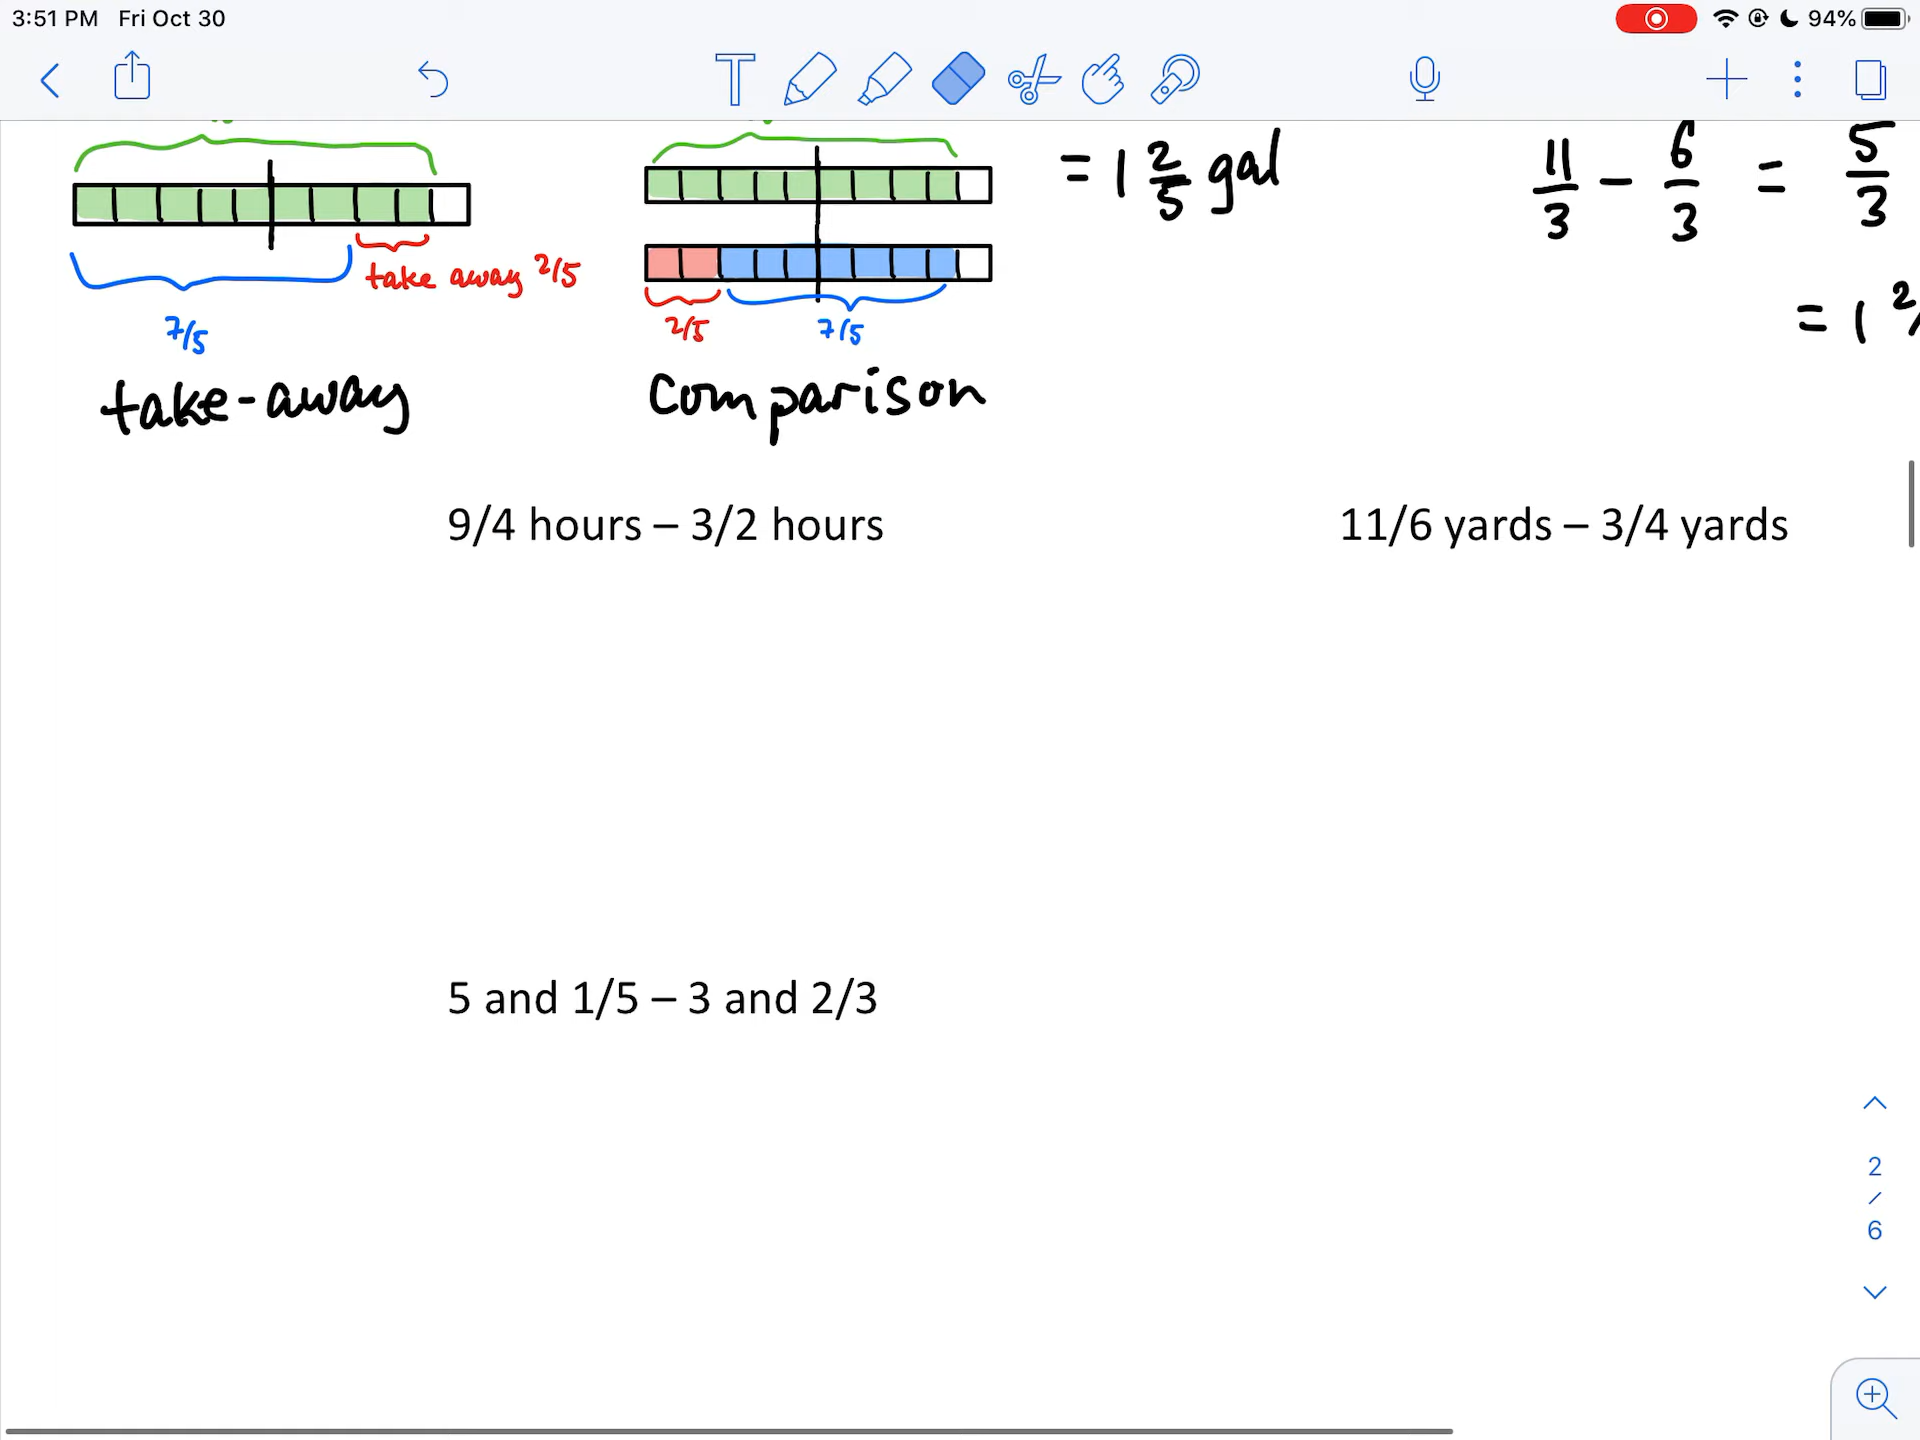 3:51 PM Fri Oct 30
94%
= 1 2/5 gal
11/3 - 6/3 = 5/3
take away 2/5
7/5
2/5
7/5
= 1 2/
take-away
comparison
9/4 hours – 3/2 hours
11/6 yards – 3/4 yards
5 and 1/5 – 3 and 2/3
2
/
6